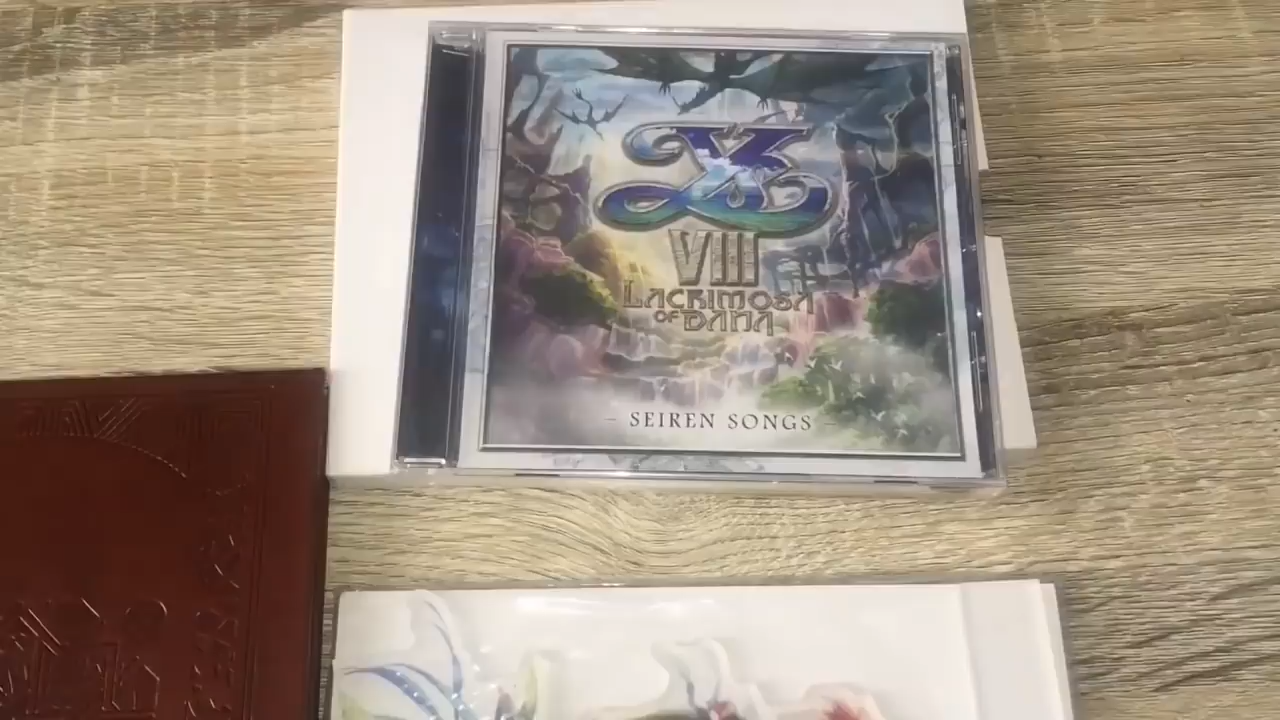 Ys
VIII
LACRIMOSA
OF DANA
- SEIREN SONGS -